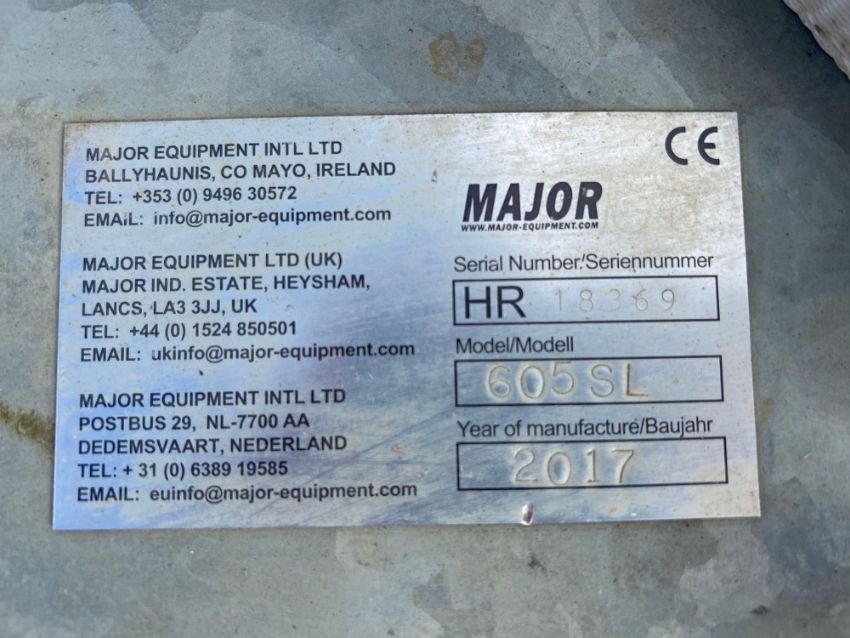 MAJOR EQUIPMENT INTL LTD
BALLYHAUNIS, CO MAYO, IRELAND
TEL: +353 (0) 9496 30572
EMAIL: info@major-equipment.com
MAJOR EQUIPMENT LTD (UK)
MAJOR IND. ESTATE, HEYSHAM,
LANCS, LA3 3JJ, UK
TEL: +44 (0) 1524 850501
EMAIL: ukinfo@major-equipment.com
MAJOR EQUIPMENT INTL LTD
POSTBUS 29, NL-7700 AA
DEDEMSVAART, NEDERLAND
TEL: + 31 (0) 6389 19585
EMAIL: euinfo@major-equipment.com
CE
MAJOR
WWW.MAJOR-EQUIPMENT.COM
Serial Number/Seriennummer
HR 18369
Model/Modell
605 SL
Year of manufacture/Baujahr
2017